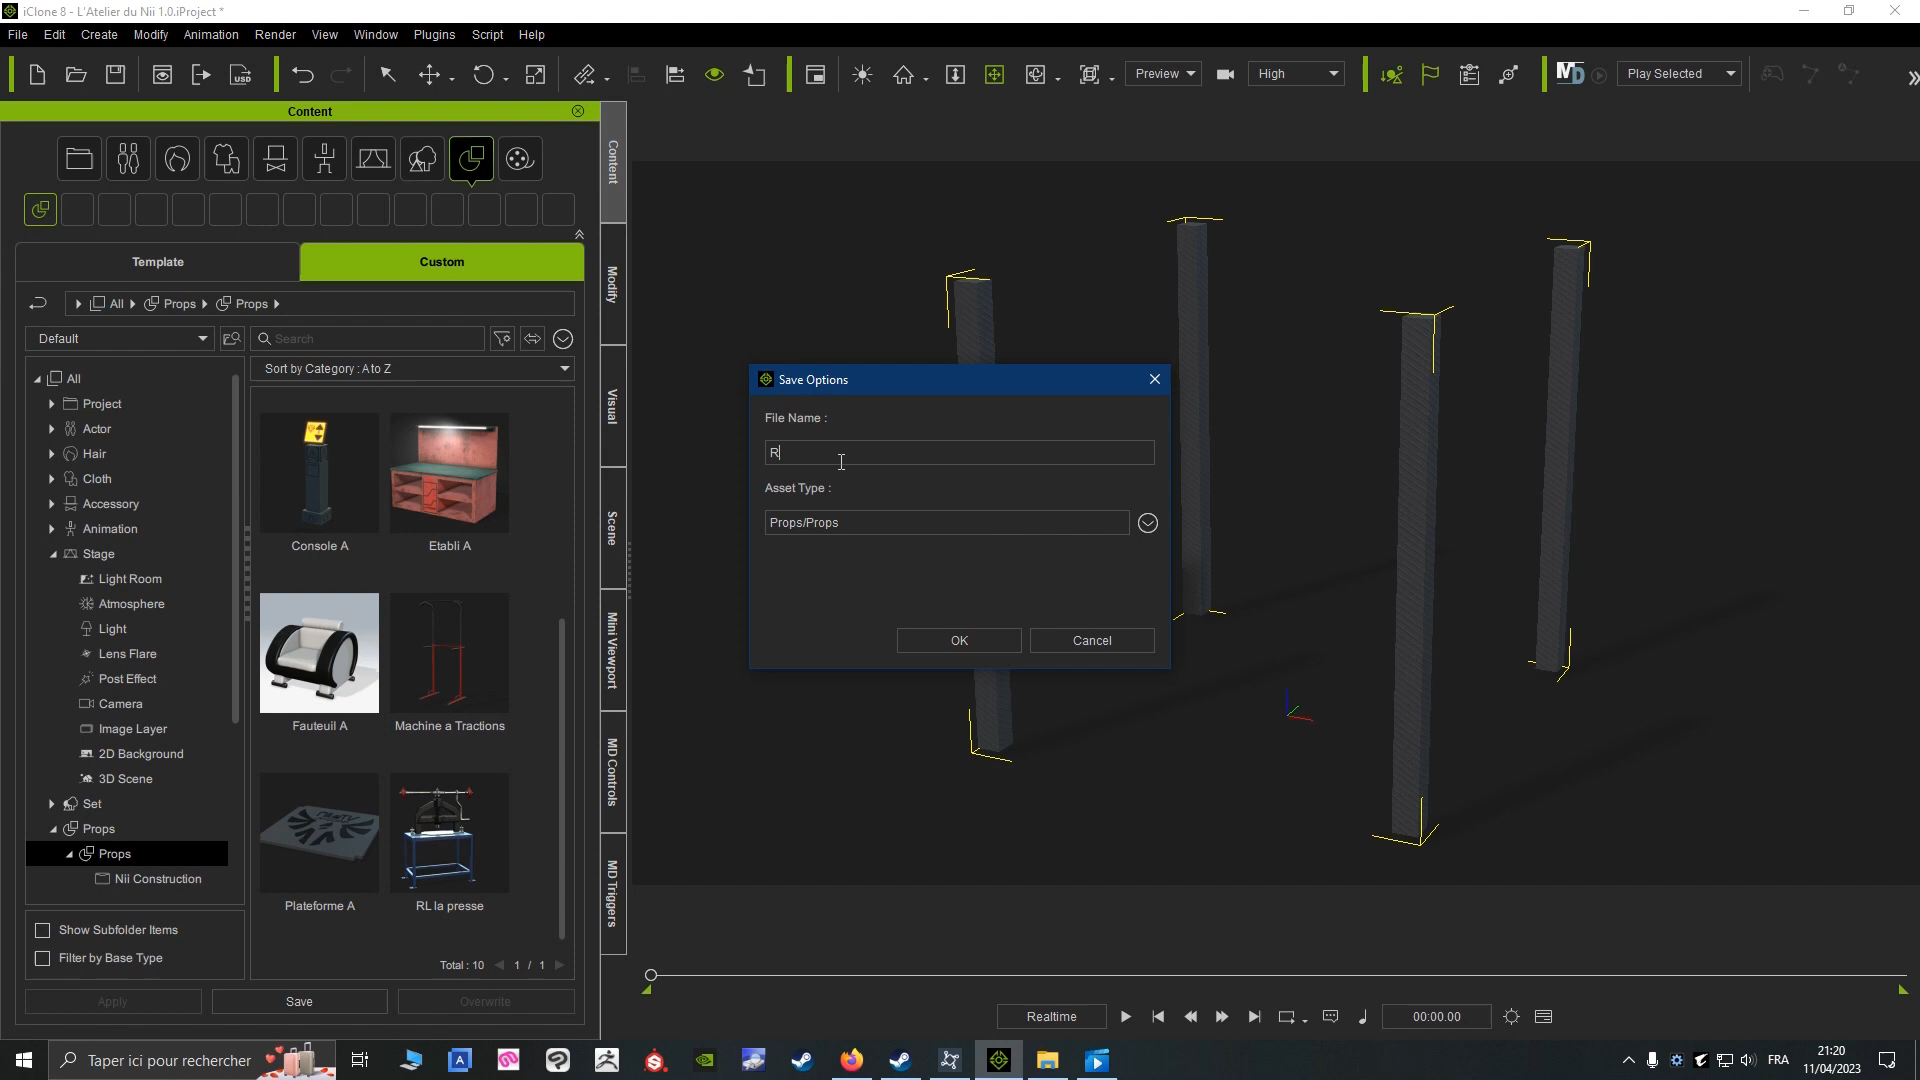 iClone 8 - L'Atelier du Nii 1.0.iProject *
File Edit Create Modify Animation Render View Window Plugins Script Help
USD
Preview High MD Play Selected
Content
Content
Modify
Visual
Scene
Mini Viewport
MD Controls
MD Triggers
Template Custom
All Props Props
Default Search
Sort by Category : A to Z
All
Project
Actor
Hair
Cloth
Accessory
Animation
Stage
Light Room
Atmosphere
Light
Lens Flare
Post Effect
Camera
Image Layer
2D Background
3D Scene
Set
Props
Props
Nii Construction
Console A Etabli A
Fauteuil A Machine a Tractions
Plateforme A RL la presse
Total : 10 1 / 1
Show Subfolder Items
Filter by Base Type
Apply Save Overwrite
Save Options
File Name :
R
Asset Type :
Props/Props
OK Cancel
Realtime 00:00.00
Taper ici pour rechercher
FRA
21:20
11/04/2023